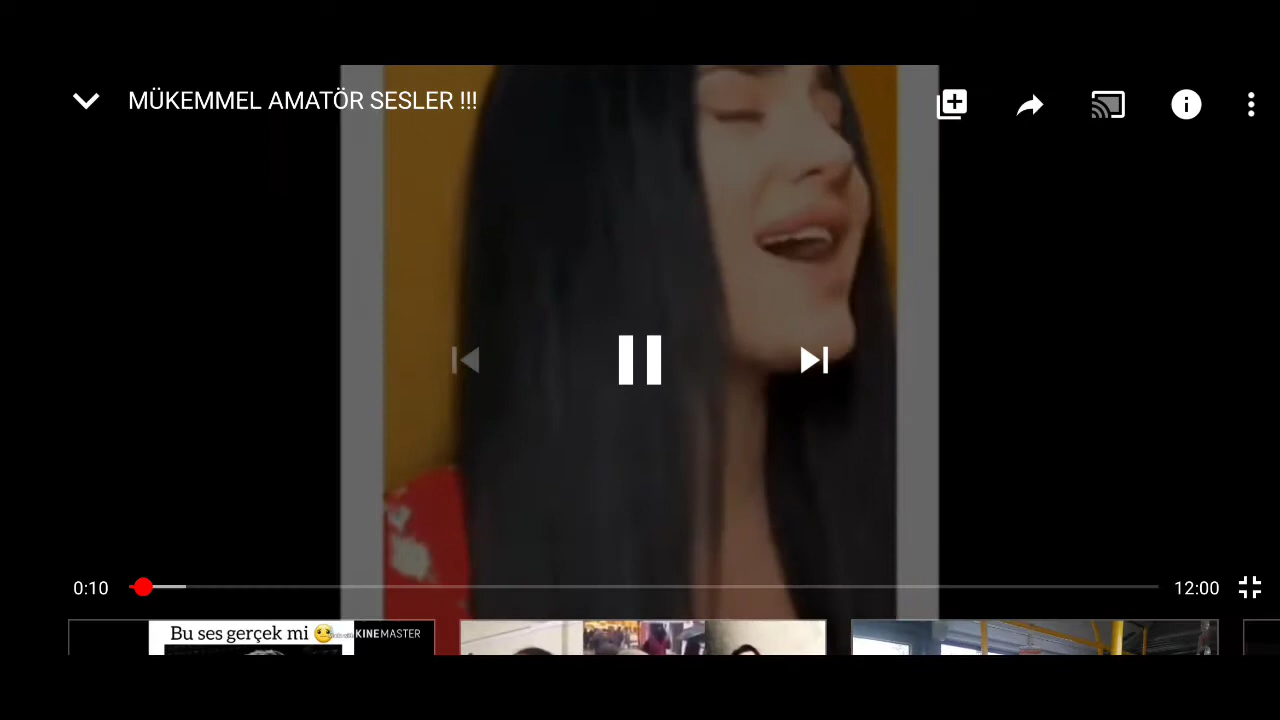 MÜKEMMEL AMATÖR SESLER !!!
0:10
12:00
Bu ses gerçek mi
KINEMASTER